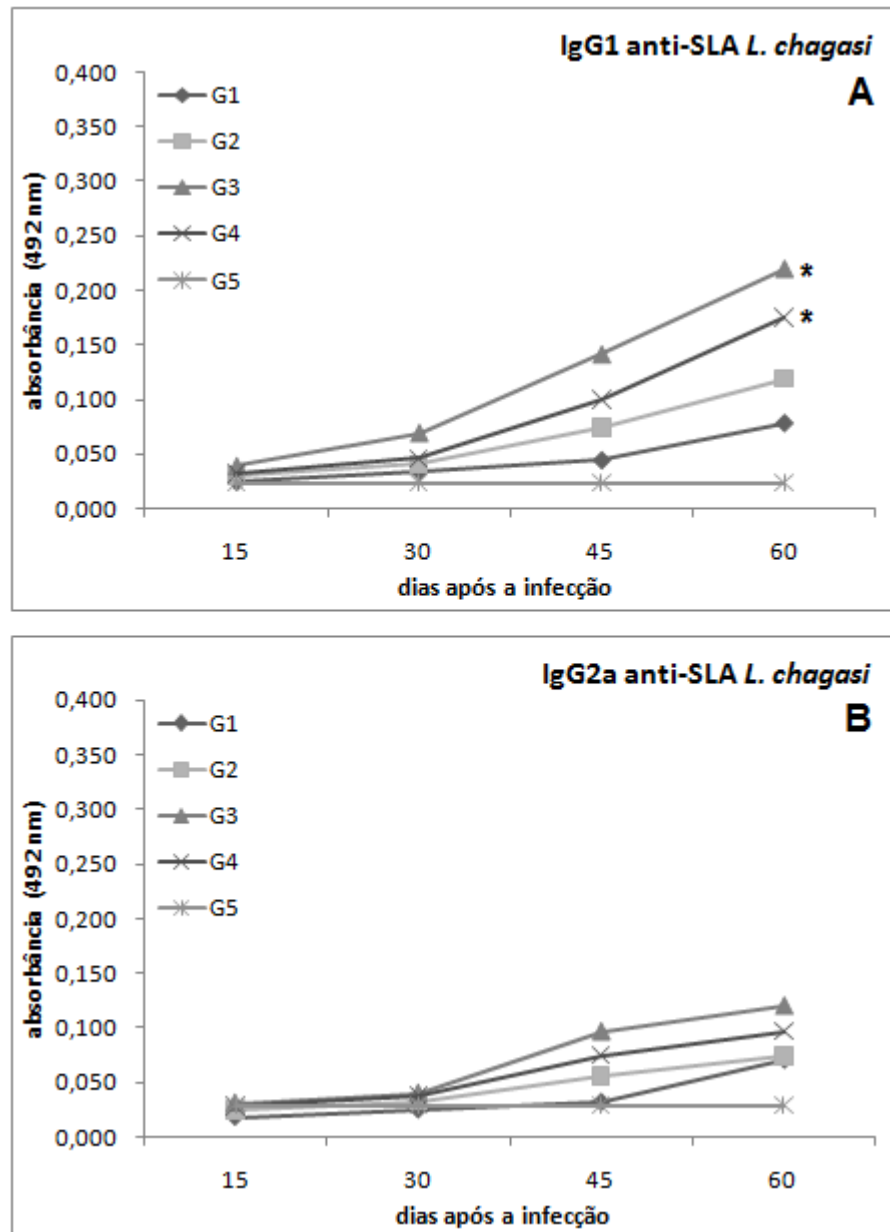 IgG1 anti-SLA L. chagasi
A
0,400
0,350
0,300
0,250
0,200
0,150
0,100
0,050
0,000
absorbância (492 nm)
G1
G2
G3
G4
G5
*
*
15 30 45 60
dias após a infecção
IgG2a anti-SLA L. chagasi
B
0,400
0,350
0,300
0,250
0,200
0,150
0,100
0,050
0,000
absorbância (492 nm)
G1
G2
G3
G4
G5
15 30 45 60
dias após a infecção